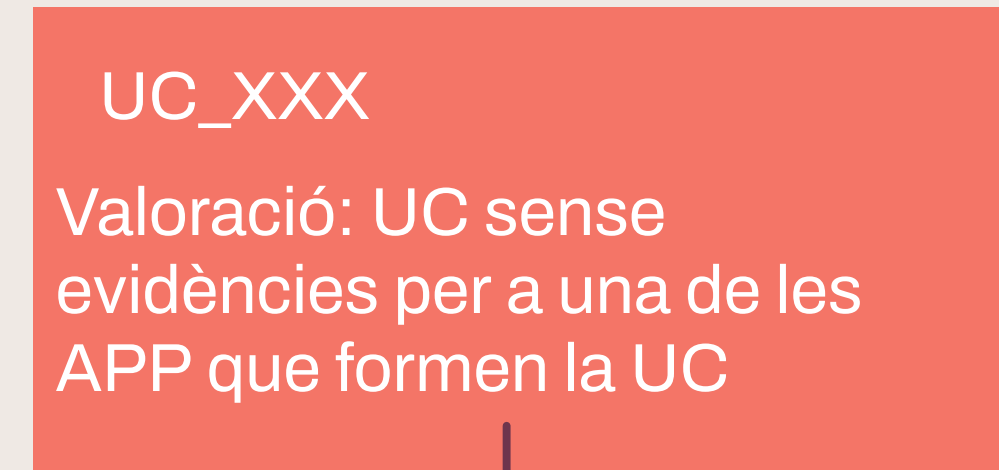 UC_XXX
Valoració: UC sense
evidències per a una de les
APP que formen la UC